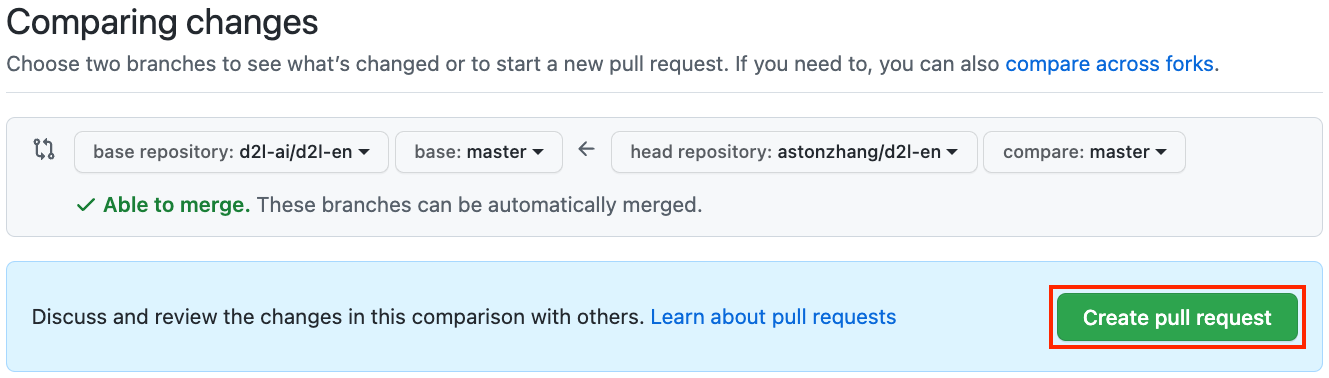 Comparing changes
Choose two branches to see what’s changed or to start a new pull request. If you need to, you can also compare across forks.
base repository: d2l-ai/d2l-en base: master head repository: astonzhang/d2l-en compare: master
Able to merge. These branches can be automatically merged.
Discuss and review the changes in this comparison with others. Learn about pull requests Create pull request